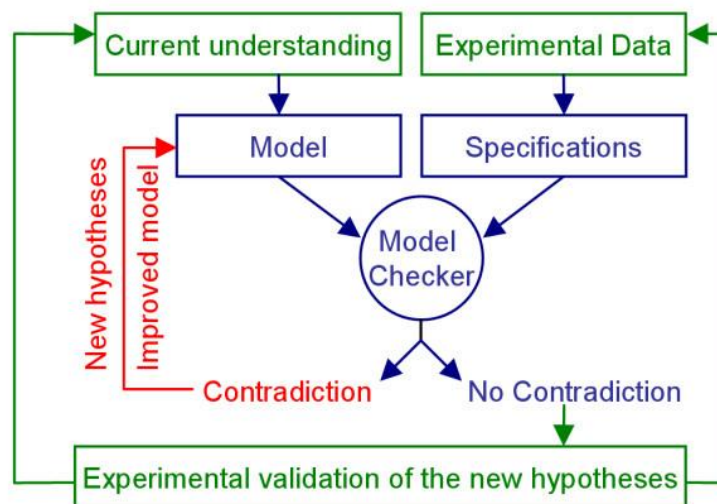 Current understanding
Experimental Data
Model
Specifications
New hypotheses
Improved model
Model
Checker
Contradiction
No Contradiction
Experimental validation of the new hypotheses